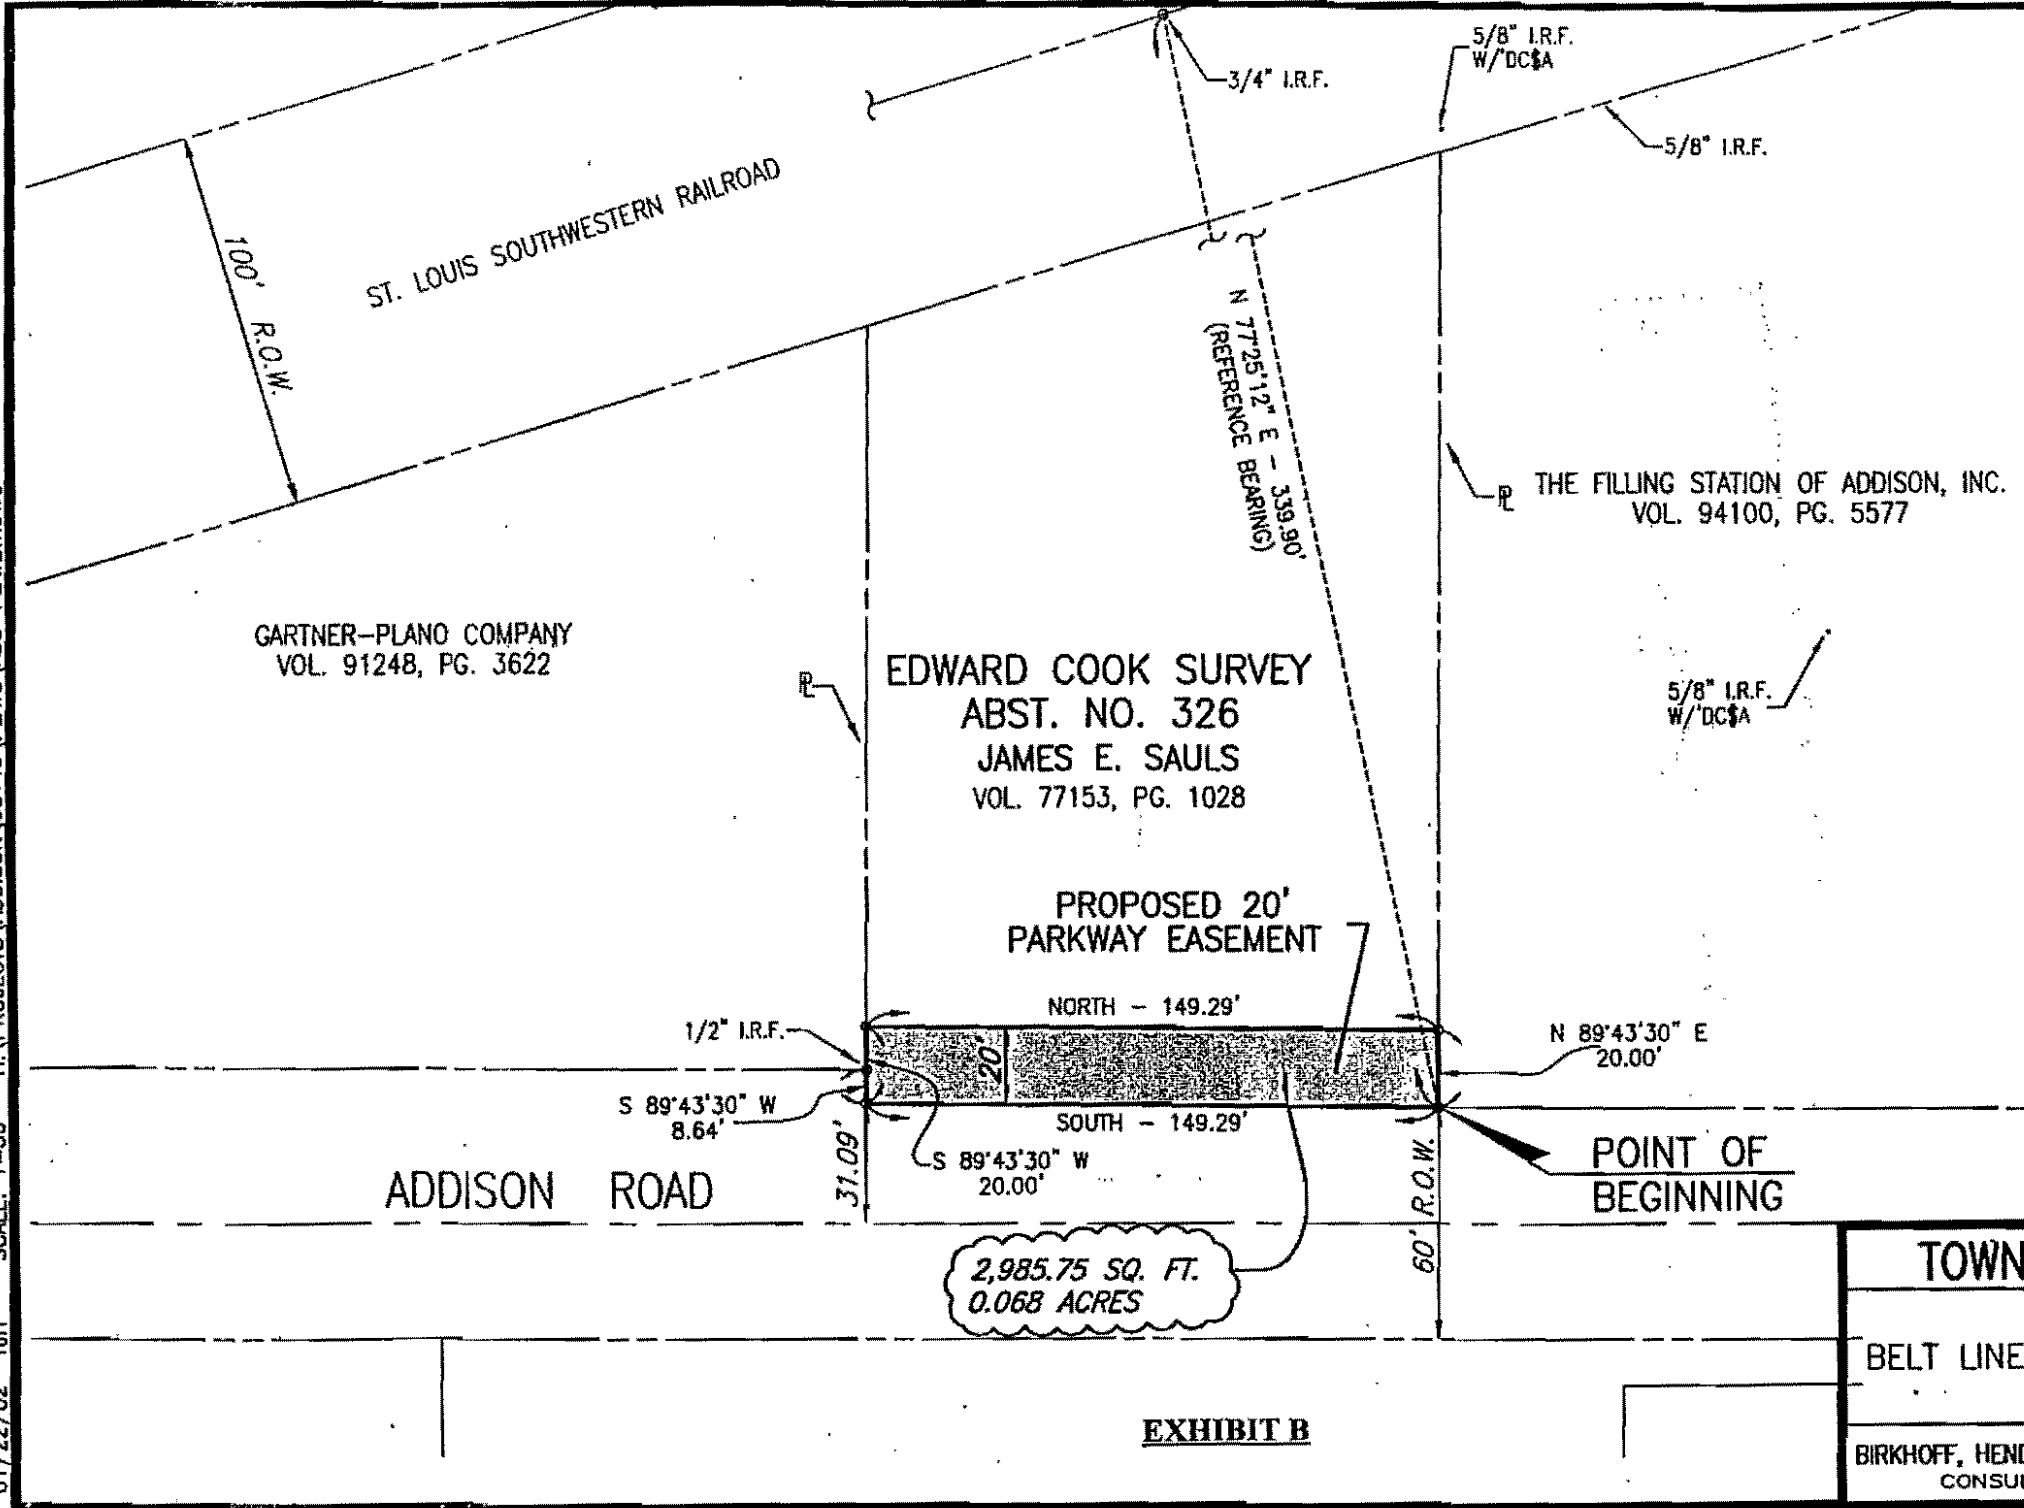 5/8" I.R.F.
W/"DC$A
3/4" I.R.F.
5/8" I.R.F.
ST. LOUIS SOUTHWESTERN RAILROAD
100' R.O.W.
N 77°25'12" E - 339.90'
(REFERENCE BEARING)
THE FILLING STATION OF ADDISON, INC.
VOL. 94100, PG. 5577
GARTNER-PLANO COMPANY
VOL. 91248, PG. 3622
PL
PL
EDWARD COOK SURVEY
ABST. NO. 326
JAMES E. SAULS
VOL. 77153, PG. 1028
5/8" I.R.F.
W/"DC$A
PROPOSED 20'
PARKWAY EASEMENT
NORTH - 149.29'
1/2" I.R.F.
20'
N 89°43'30" E
20.00'
S 89°43'30" W
8.64'
SOUTH - 149.29'
S 89°43'30" W
20.00'
31.09'
60' R.O.W.
POINT OF
BEGINNING
ADDISON ROAD
2,985.75 SQ. FT.
0.068 ACRES
TOWN
BELT LINE
EXHIBIT B
BIRKHOFF, HEND
CONSU